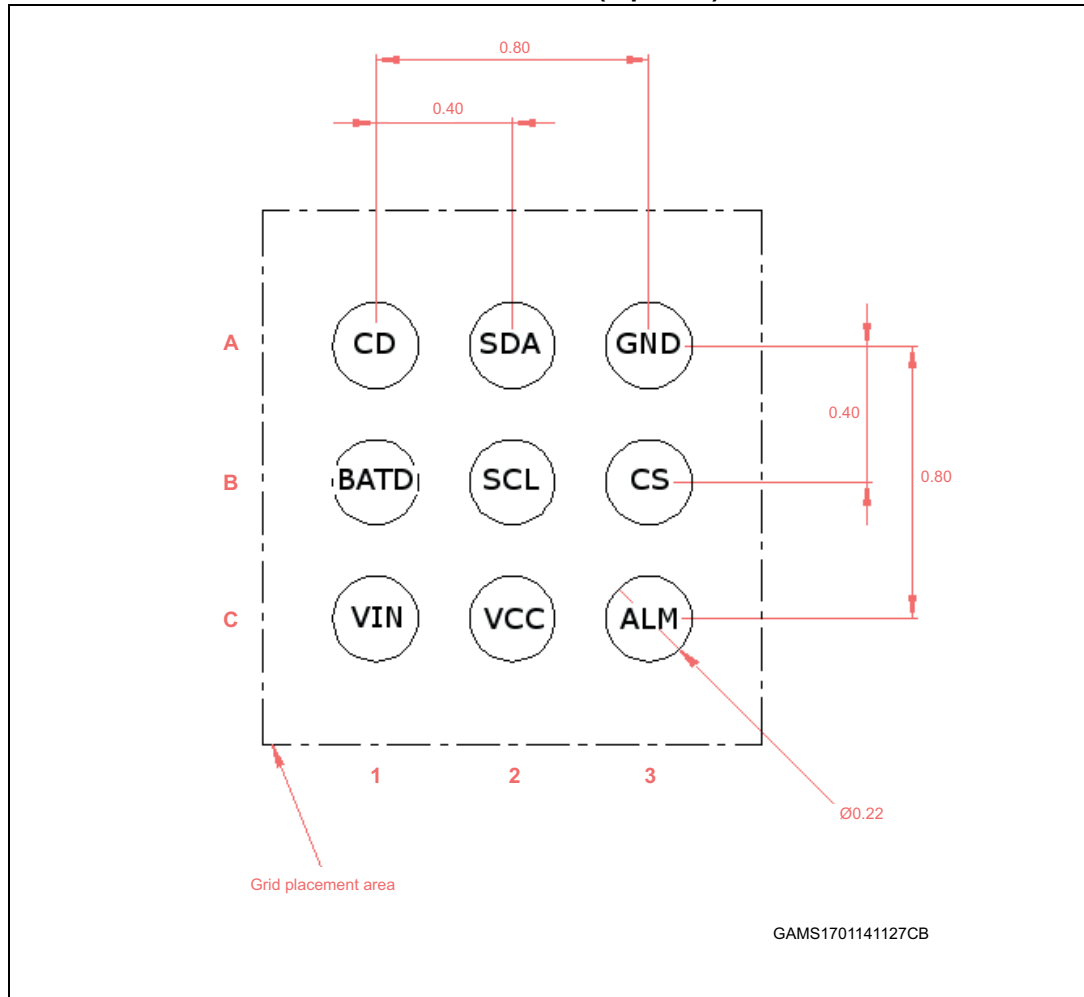 0.80
0.40
A CD SDA GND
0.40
B BATD SCL CS
0.80
C VIN VCC ALM
1 2 3
Ø0.22
Grid placement area
GAMS1701141127CB